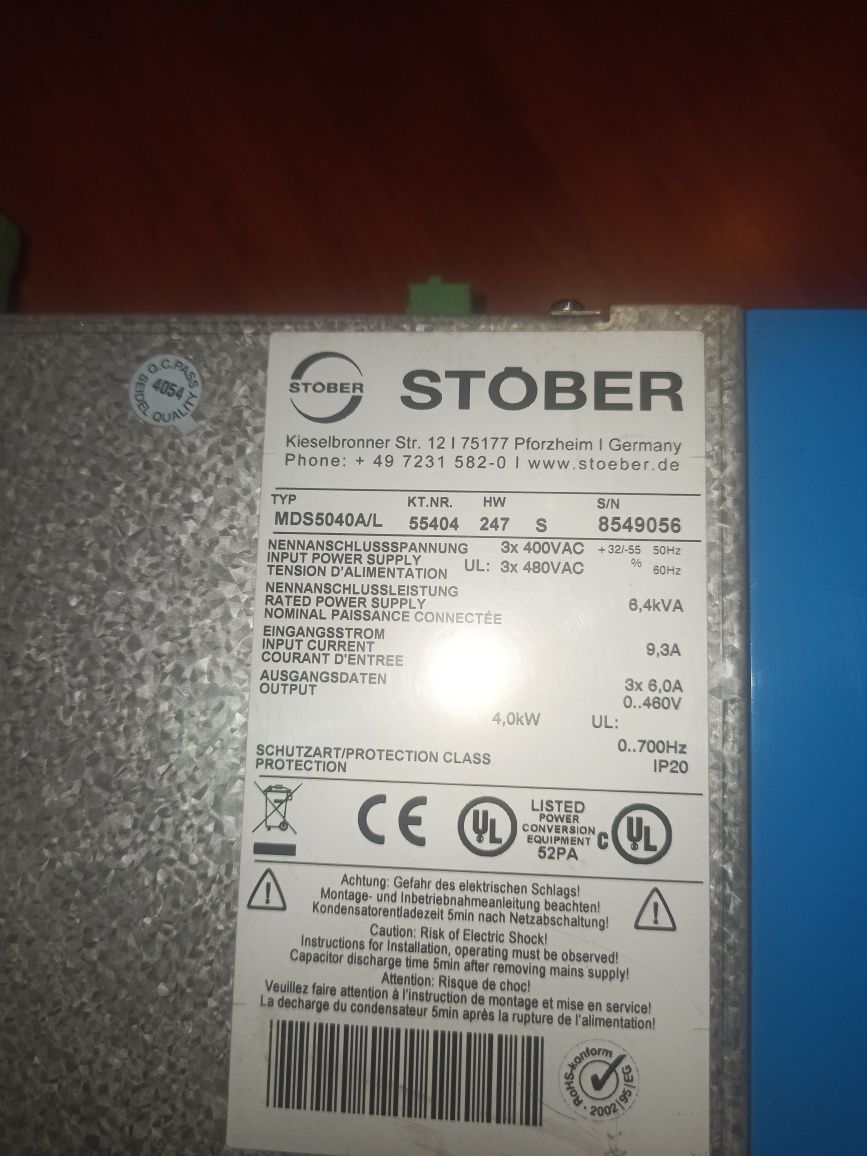 Q.C.PASS
4054
SEIDEL QUALITY
STÖBER
STÖBER
Kieselbronner Str. 12 I 75177 Pforzheim I Germany
Phone: + 49 7231 582-0 I www.stoeber.de
TYP KT.NR. HW S/N
MDS5040A/L 55404 247 S 8549056
NENNANSCHLUSSSPANNUNG 3x 400VAC +32/-55 50Hz
INPUT POWER SUPPLY UL: 3x 480VAC % 60Hz
TENSION D'ALIMENTATION
NENNANSCHLUSSLEISTUNG
RATED POWER SUPPLY 6,4kVA
NOMINAL PAISSANCE CONNECTÉE
EINGANGSSTROM
INPUT CURRENT 9,3A
COURANT D'ENTREE
AUSGANGSDATEN 3x 6,0A
OUTPUT 0..460V
4,0kW UL:
0..700Hz
SCHUTZART/PROTECTION CLASS IP20
PROTECTION
CE
UL
LISTED
POWER
CONVERSION
EQUIPMENT
52PA
C UL
Achtung: Gefahr des elektrischen Schlags!
Montage- und Inbetriebnahmeanleitung beachten!
Kondensatorentladezeit 5min nach Netzabschaltung!
Caution: Risk of Electric Shock!
Instructions for Installation, operating must be observed!
Capacitor discharge time 5min after removing mains supply!
Attention: Risque de choc!
Veuillez faire attention à l'instruction de montage et mise en service!
La decharge du condensateur 5min après la rupture de l'alimentation!
RoHS-konform
2002/95/EG